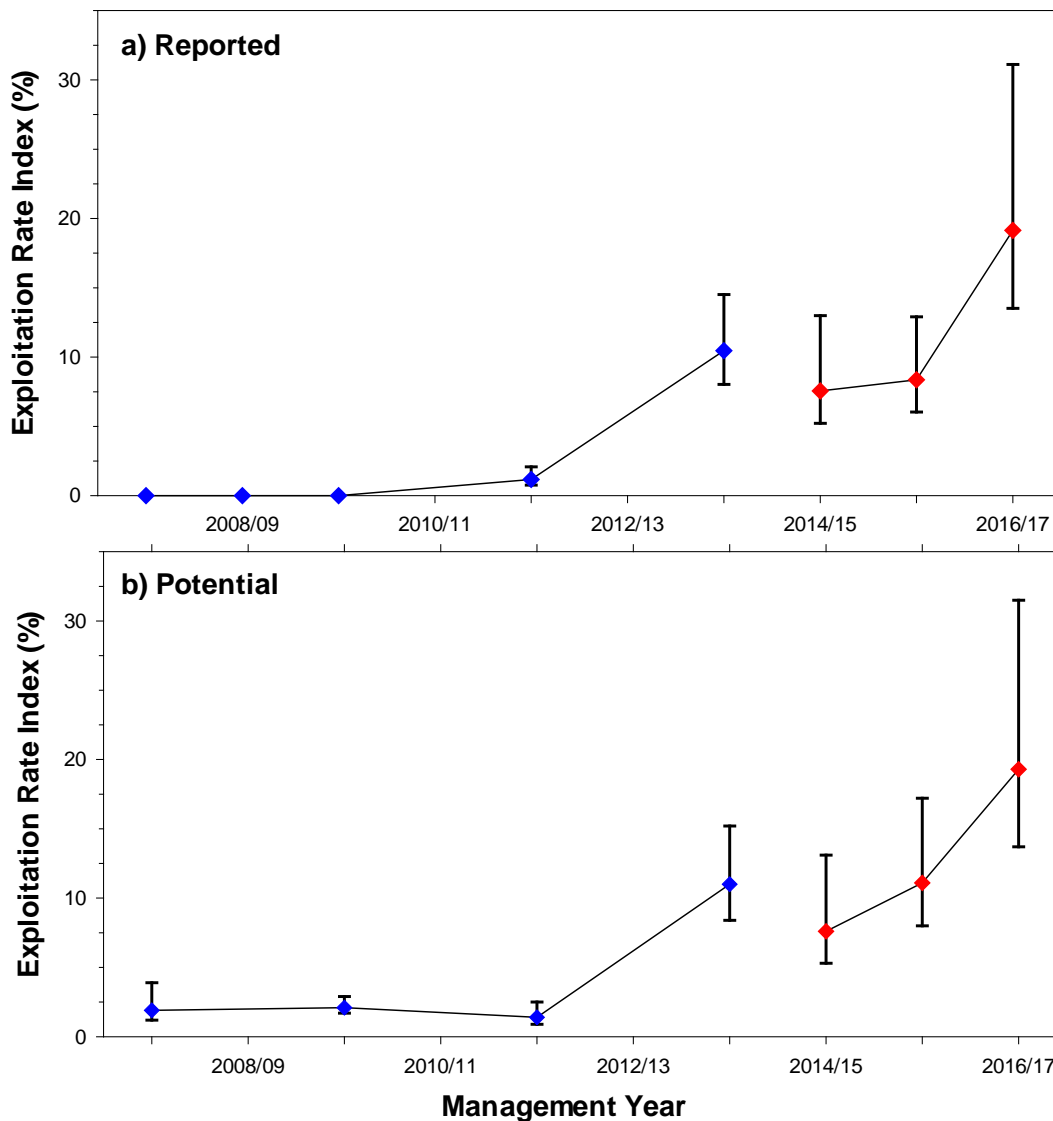 a) Reported
Exploitation Rate Index (%)
30
20
10
0
2008/09 2010/11 2012/13 2014/15 2016/17
b) Potential
Exploitation Rate Index (%)
30
20
10
0
2008/09 2010/11 2012/13 2014/15 2016/17
Management Year